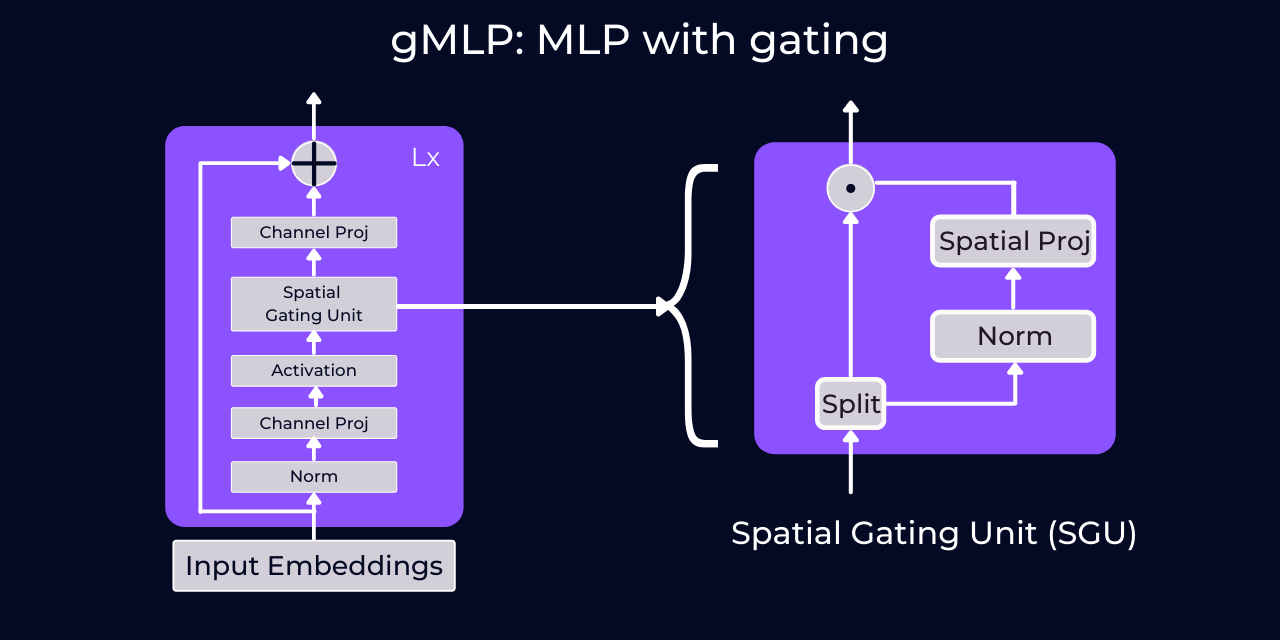 gMLP: MLP with gating
Lx
Channel Proj
Spatial
Gating Unit
Activation
Channel Proj
Norm
Input Embeddings
Spatial Proj
Norm
Split
Spatial Gating Unit (SGU)